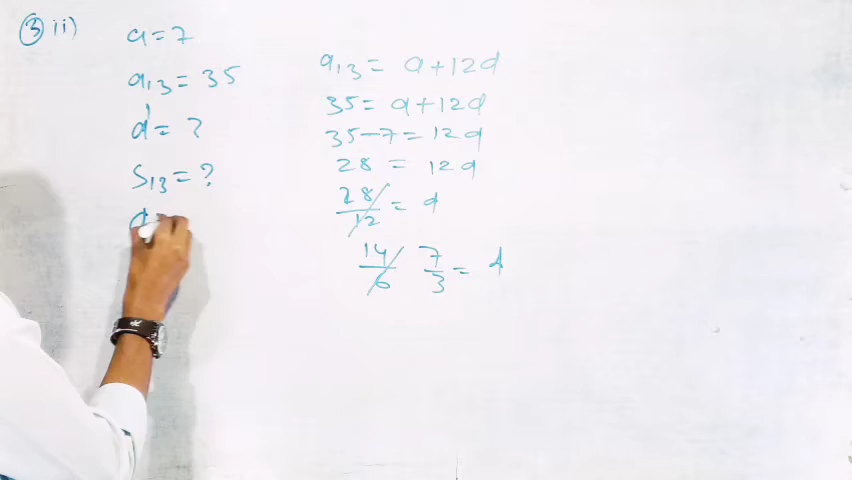 3 ii)
a = 7
a13 = 35
d = ?
S13 = ?
d
a13 = a + 12d
35 = a + 12d
35 - 7 = 12d
28 = 12d
28/12 = d
14/6 7/3 = d